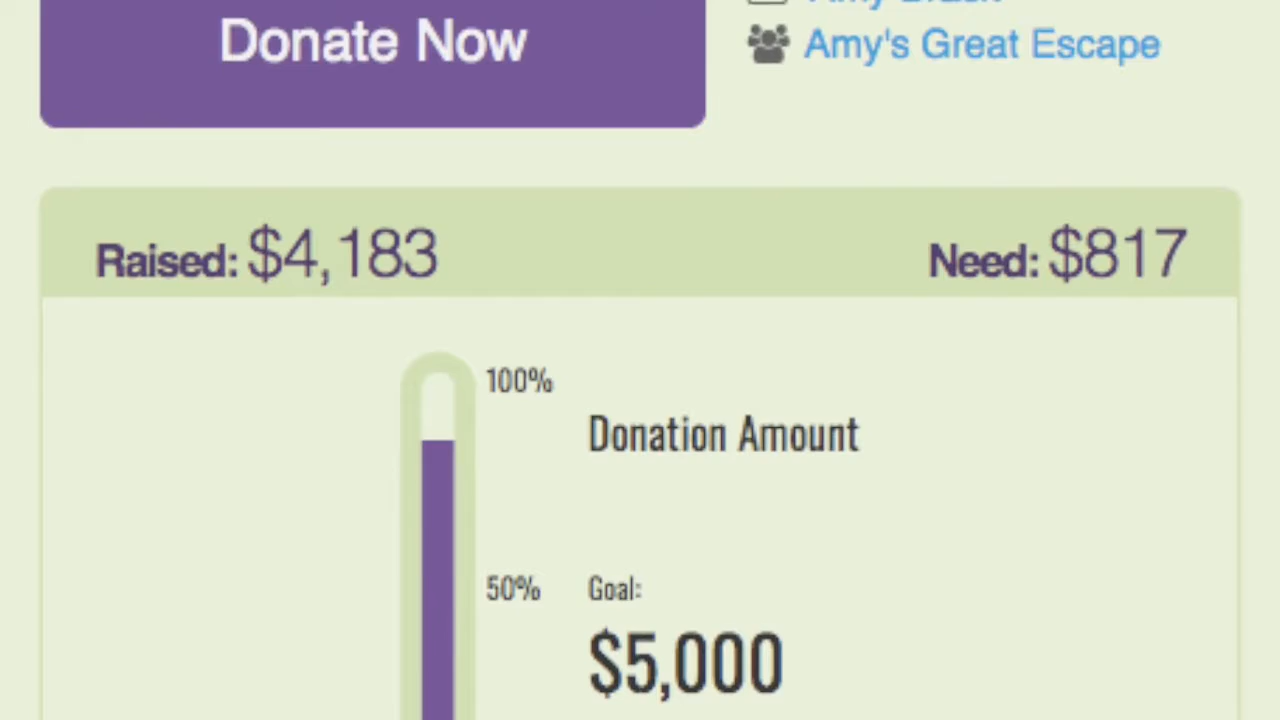 Donate Now
Amy's Great Escape
Raised: $4,183
Need: $817
100%
Donation Amount
50%
Goal:
$5,000